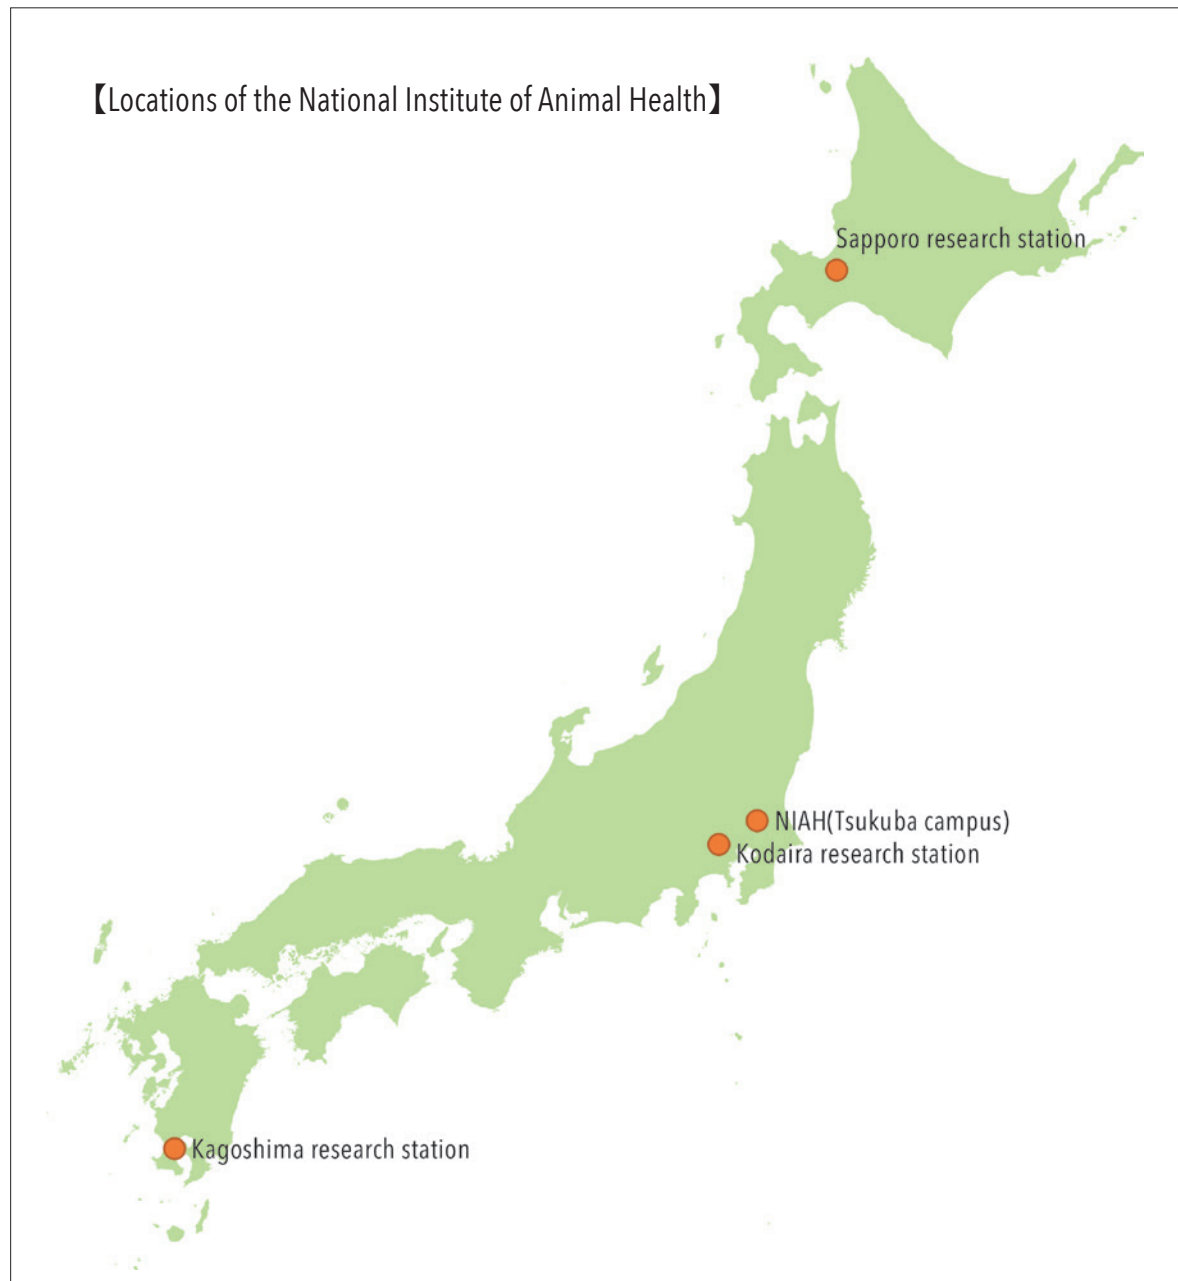 【Locations of the National Institute of Animal Health】
Sapporo research station
NIAH(Tsukuba campus)
Kodaira research station
Kagoshima research station